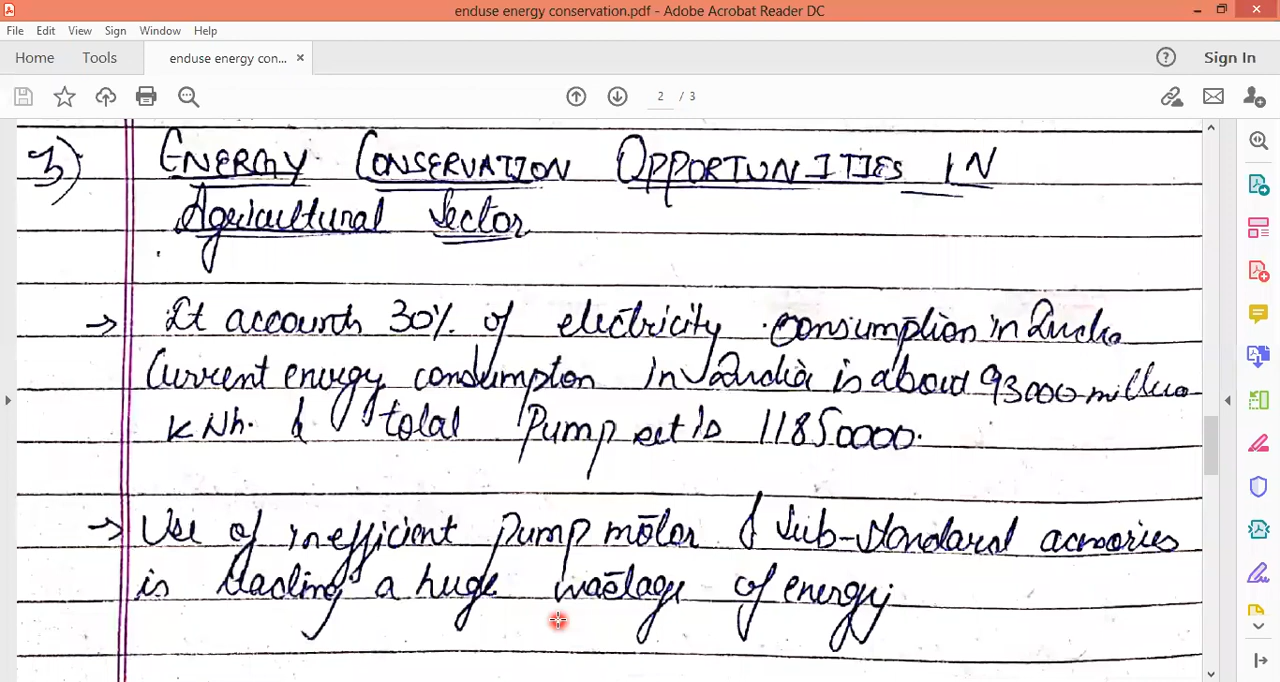 enduse energy conservation.pdf - Adobe Acrobat Reader DC
File Edit View Sign Window Help
Home Tools enduse energy con... × Sign In
2 / 3
3) ENERGY CONSERVATION OPPORTUNITIES IN
Agricultural Sector
→ It accounts 30% of electricity consumption in India
Current energy consumption in India is about 93000 million
kWh. & total Pump set is 11850000.
→ Use of inefficient pump motor & Sub-standard acssories
is leading a huge wastage of energy